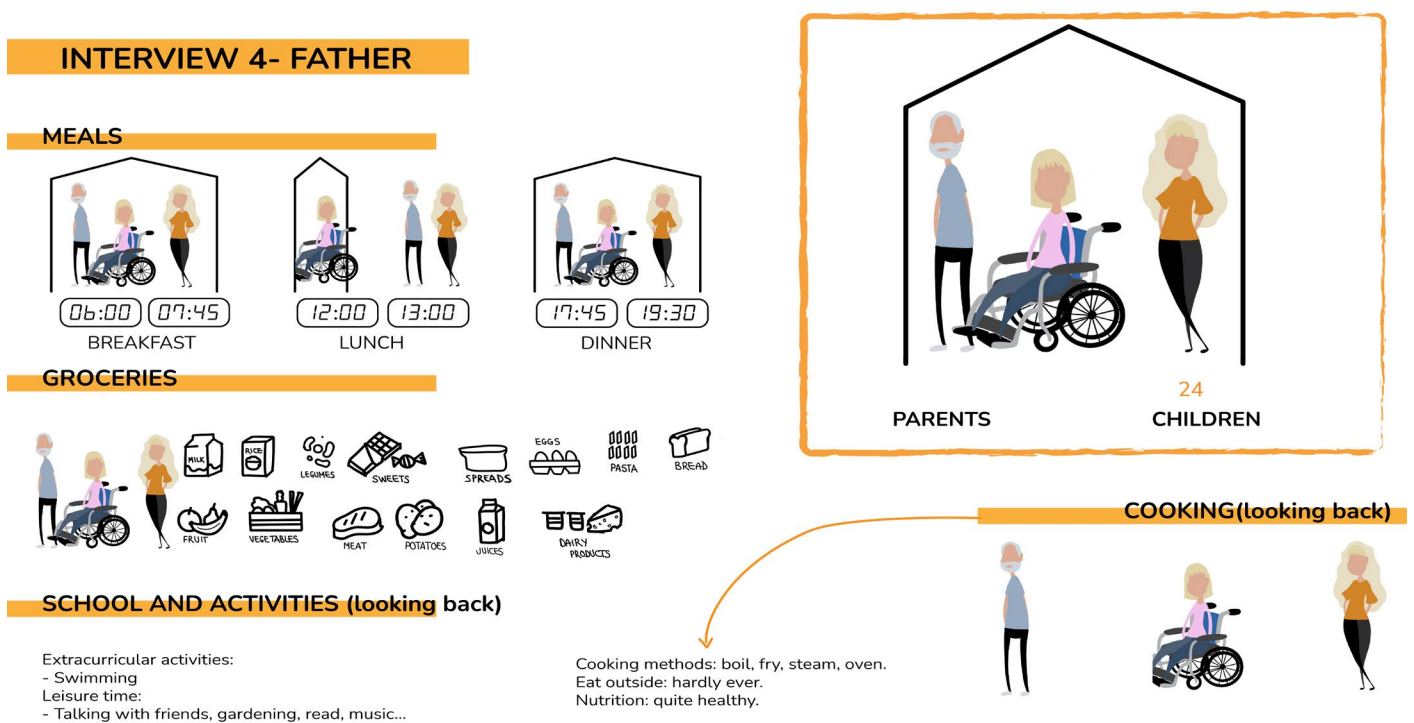 INTERVIEW 4- FATHER
MEALS
06:00 07:45
BREAKFAST
12:00 13:00
LUNCH
17:45 19:30
DINNER
24
PARENTS
CHILDREN
GROCERIES
MILK
RICE
LEGUMES
SWEETS
SPREADS
EGGS
PASTA
BREAD
FRUIT
VEGETABLES
MEAT
POTATOES
JUICES
DAIRY
PRODUCTS
COOKING(looking back)
Cooking methods: boil, fry, steam, oven.
Eat outside: hardly ever.
Nutrition: quite healthy.
SCHOOL AND ACTIVITIES (looking back)
Extracurricular activities:
- Swimming
Leisure time:
- Talking with friends, gardening, read, music...